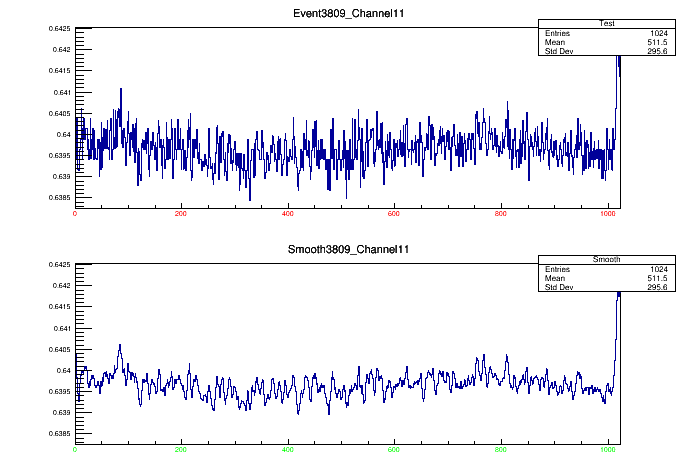 Event3809_Channel11
Test
Entries 1024
Mean 511.5
Std Dev 295.6
0.6425
0.642
0.6415
0.641
0.6405
0.64
0.6395
0.639
0.6385
0 200 400 600 800 1000
Smooth3809_Channel11
Smooth
Entries 1024
Mean 511.5
Std Dev 295.6
0.6425
0.642
0.6415
0.641
0.6405
0.64
0.6395
0.639
0.6385
0 200 400 600 800 1000